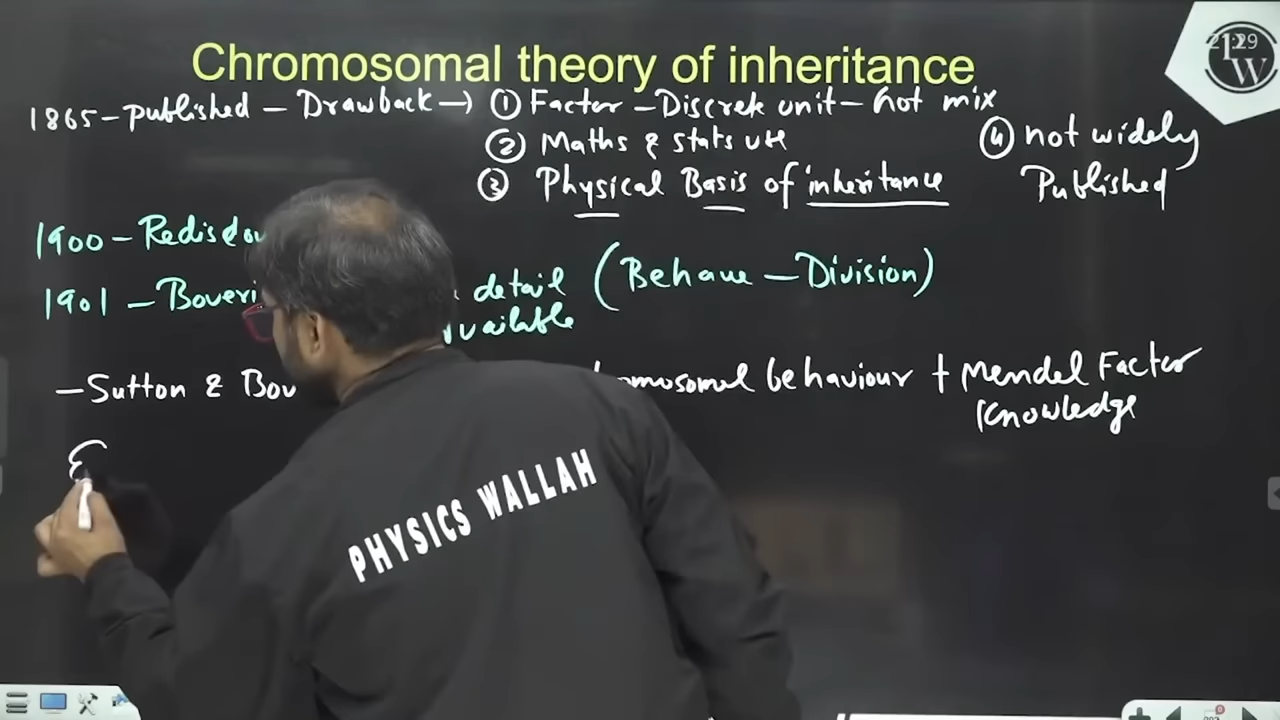 Chromosomal theory of inheritance
1865 - published - Drawback → ① Factor - Discrete unit - not mix
② Maths & stats use
③ Physical Basis of inheritance
④ not widely
Published
1900 -
1901 - Boveri detail (Behave - Division)
available
- Sutton & Bov omosomal behaviour + Mendel Factor
Knowledge
PHYSICS WALLAH
W